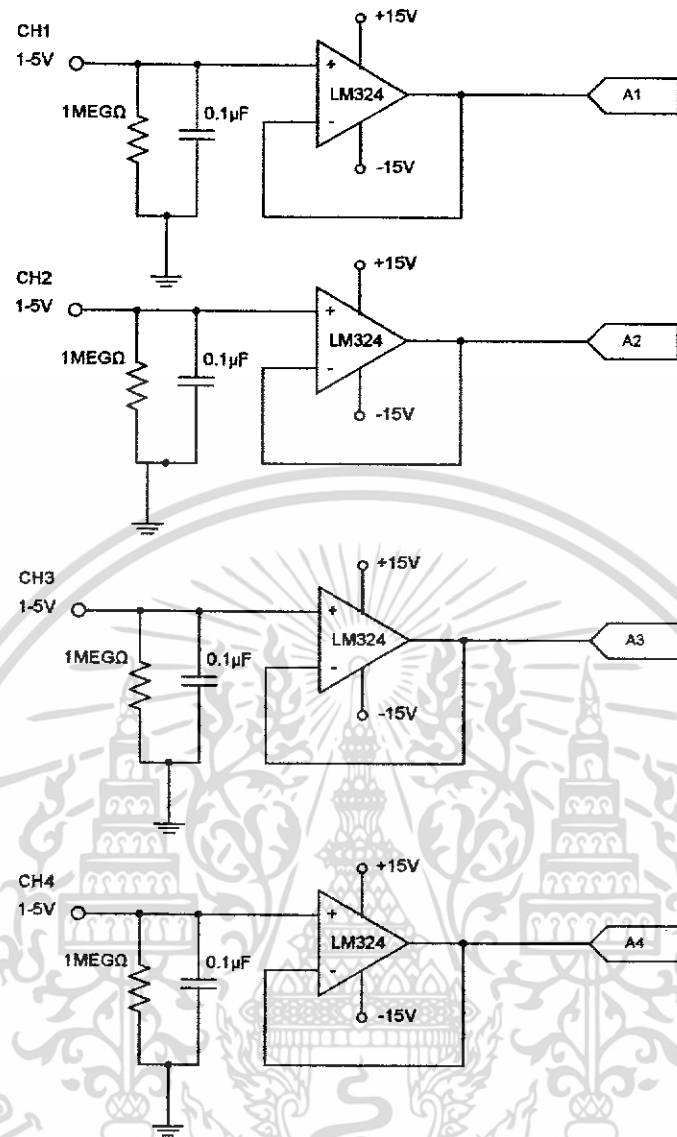 CH1
+15V
1-5V
+
LM324
1MEGΩ
0.1µF
A1
-
-15V
CH2
+15V
1-5V
+
LM324
1MEGΩ
0.1µF
A2
-
-15V
CH3
+15V
1-5V
+
LM324
1MEGΩ
0.1µF
A3
-
-15V
CH4
+15V
1-5V
+
LM324
1MEGΩ
0.1µF
A4
-
-15V